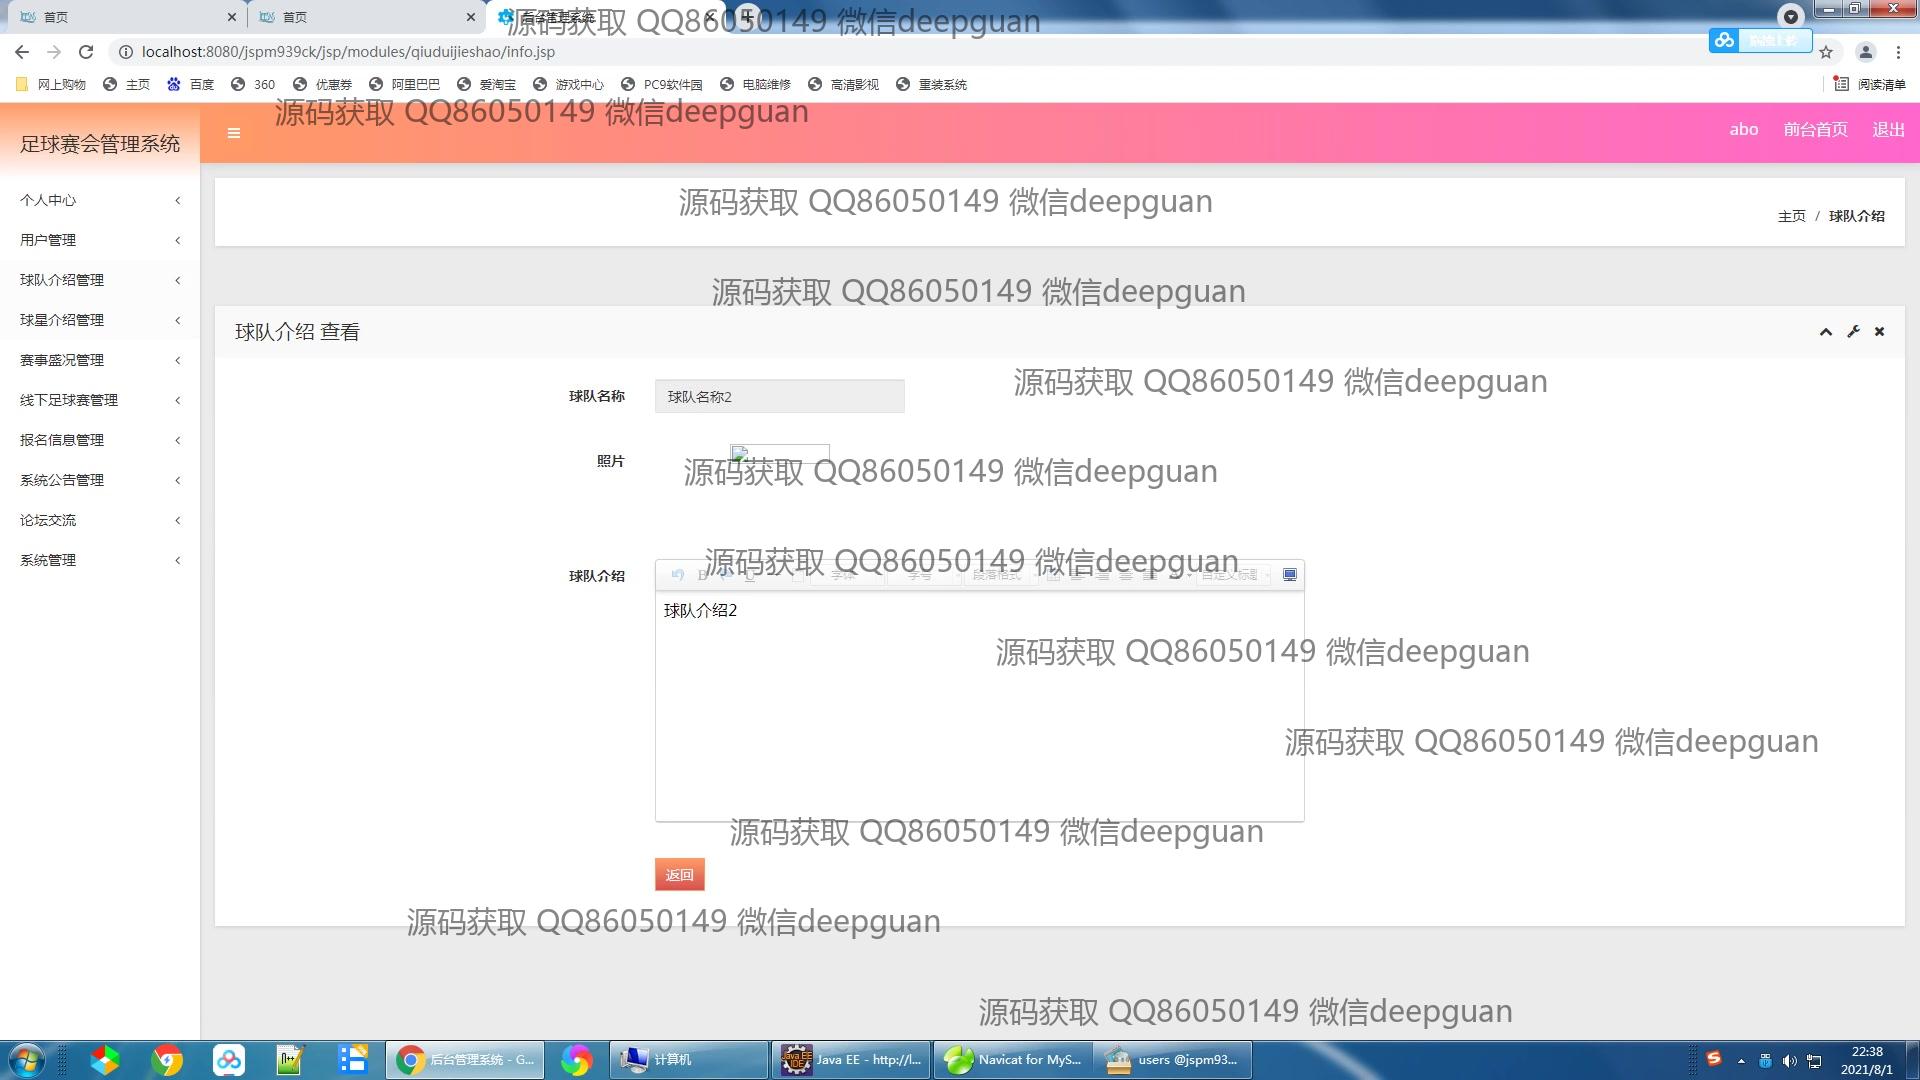 首页
首页
后台管理系统
源码获取 QQ86050149 微信deepguan
localhost:8080/jspm939ck/jsp/modules/qiuduijieshao/info.jsp
网上购物 主页 百度 360 优惠券 阿里巴巴 爱淘宝 游戏中心 PC9软件园 电脑维修 高清影视 重装系统 阅读清单
源码获取 QQ86050149 微信deepguan
足球赛会管理系统
abo 前台首页 退出
个人中心
用户管理
球队介绍管理
球星介绍管理
赛事盛况管理
线下足球赛管理
报名信息管理
系统公告管理
论坛交流
系统管理
源码获取 QQ86050149 微信deepguan
主页 / 球队介绍
源码获取 QQ86050149 微信deepguan
球队介绍 查看
源码获取 QQ86050149 微信deepguan
球队名称 球队名称2
照片
源码获取 QQ86050149 微信deepguan
源码获取 QQ86050149 微信deepguan
球队介绍
字体 字号 段落格式 自定义标题
球队介绍2
源码获取 QQ86050149 微信deepguan
源码获取 QQ86050149 微信deepguan
源码获取 QQ86050149 微信deepguan
返回
源码获取 QQ86050149 微信deepguan
源码获取 QQ86050149 微信deepguan
后台管理系统 - G...
计算机
Java EE - http://l...
Navicat for MyS...
users @jspm93...
22:38
2021/8/1